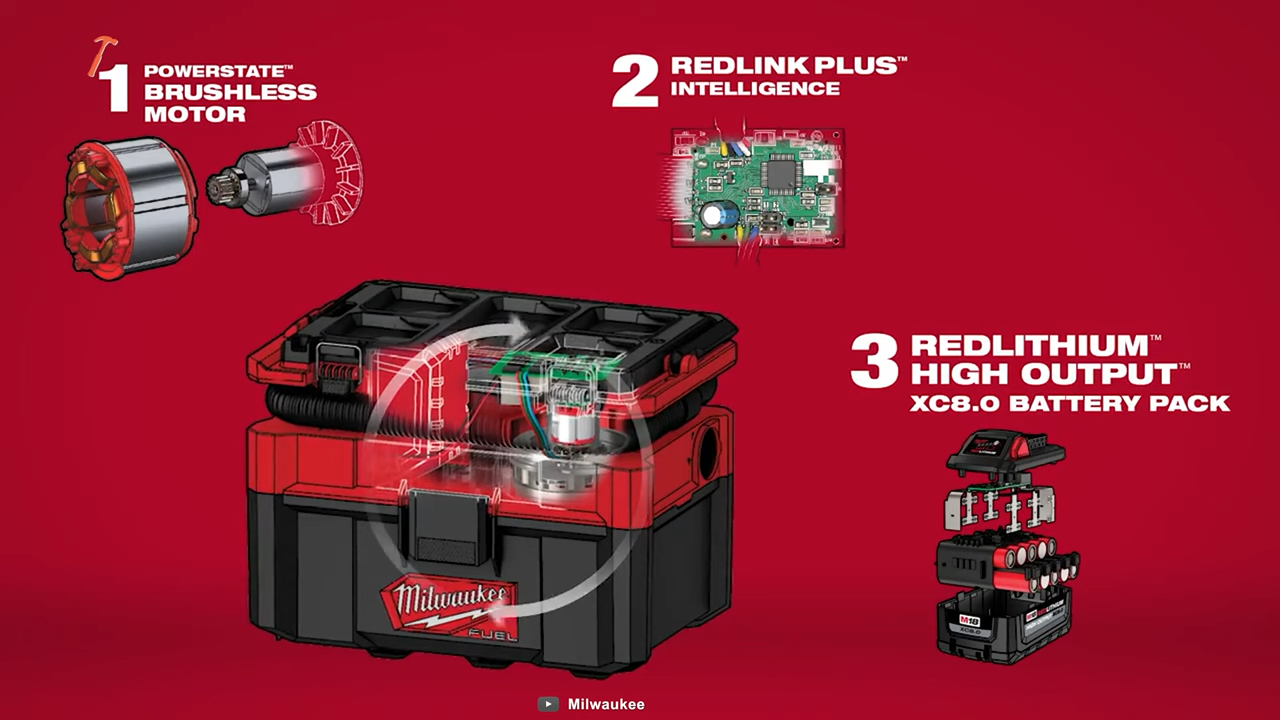 1 POWERSTATE™
BRUSHLESS
MOTOR
2 REDLINK PLUS™
INTELLIGENCE
3 REDLITHIUM™
HIGH OUTPUT™
XC8.0 BATTERY PACK
Milwaukee
FUEL
M18
XC8.0
REDLITHIUM
Milwaukee